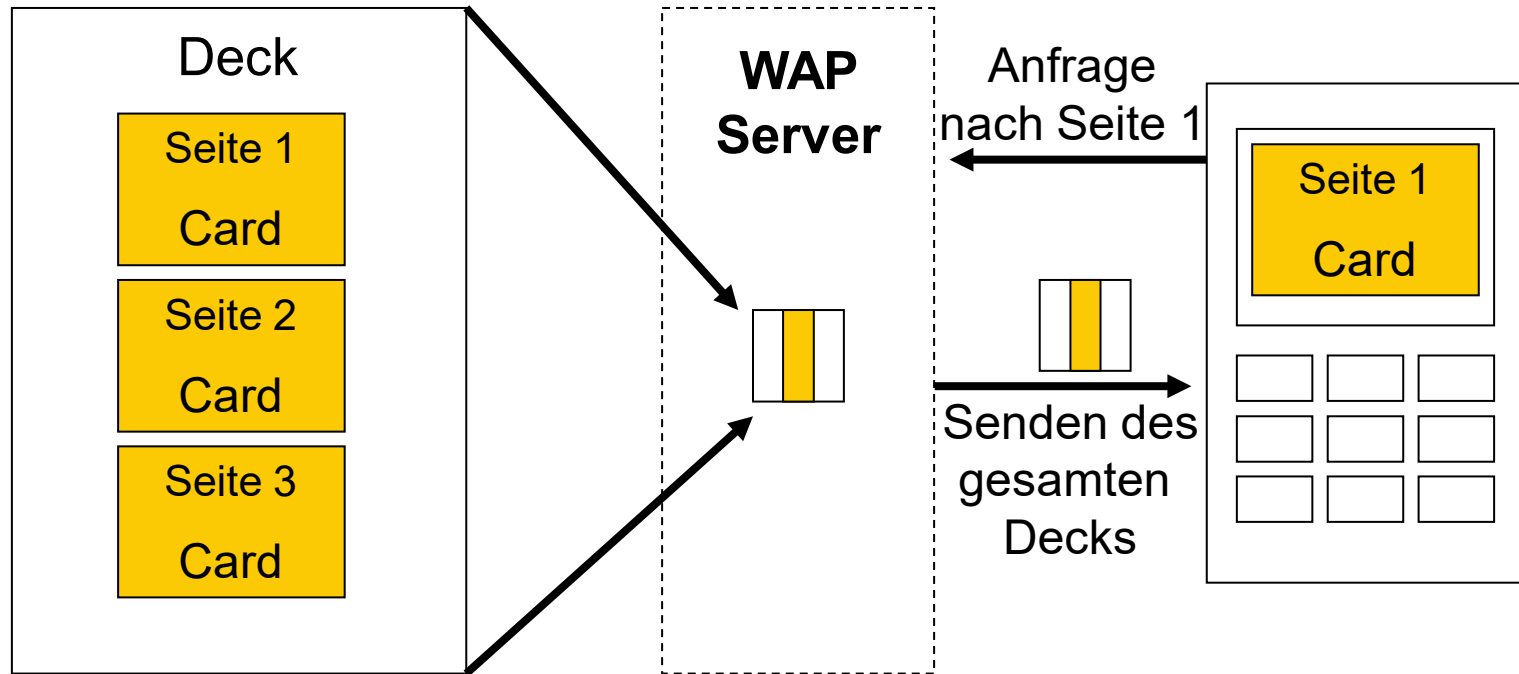 Deck
Seite 1
Card
Seite 2
Card
Seite 3
Card
WAP
Server
Anfrage
nach Seite 1
Senden des
gesamten
Decks
Seite 1
Card